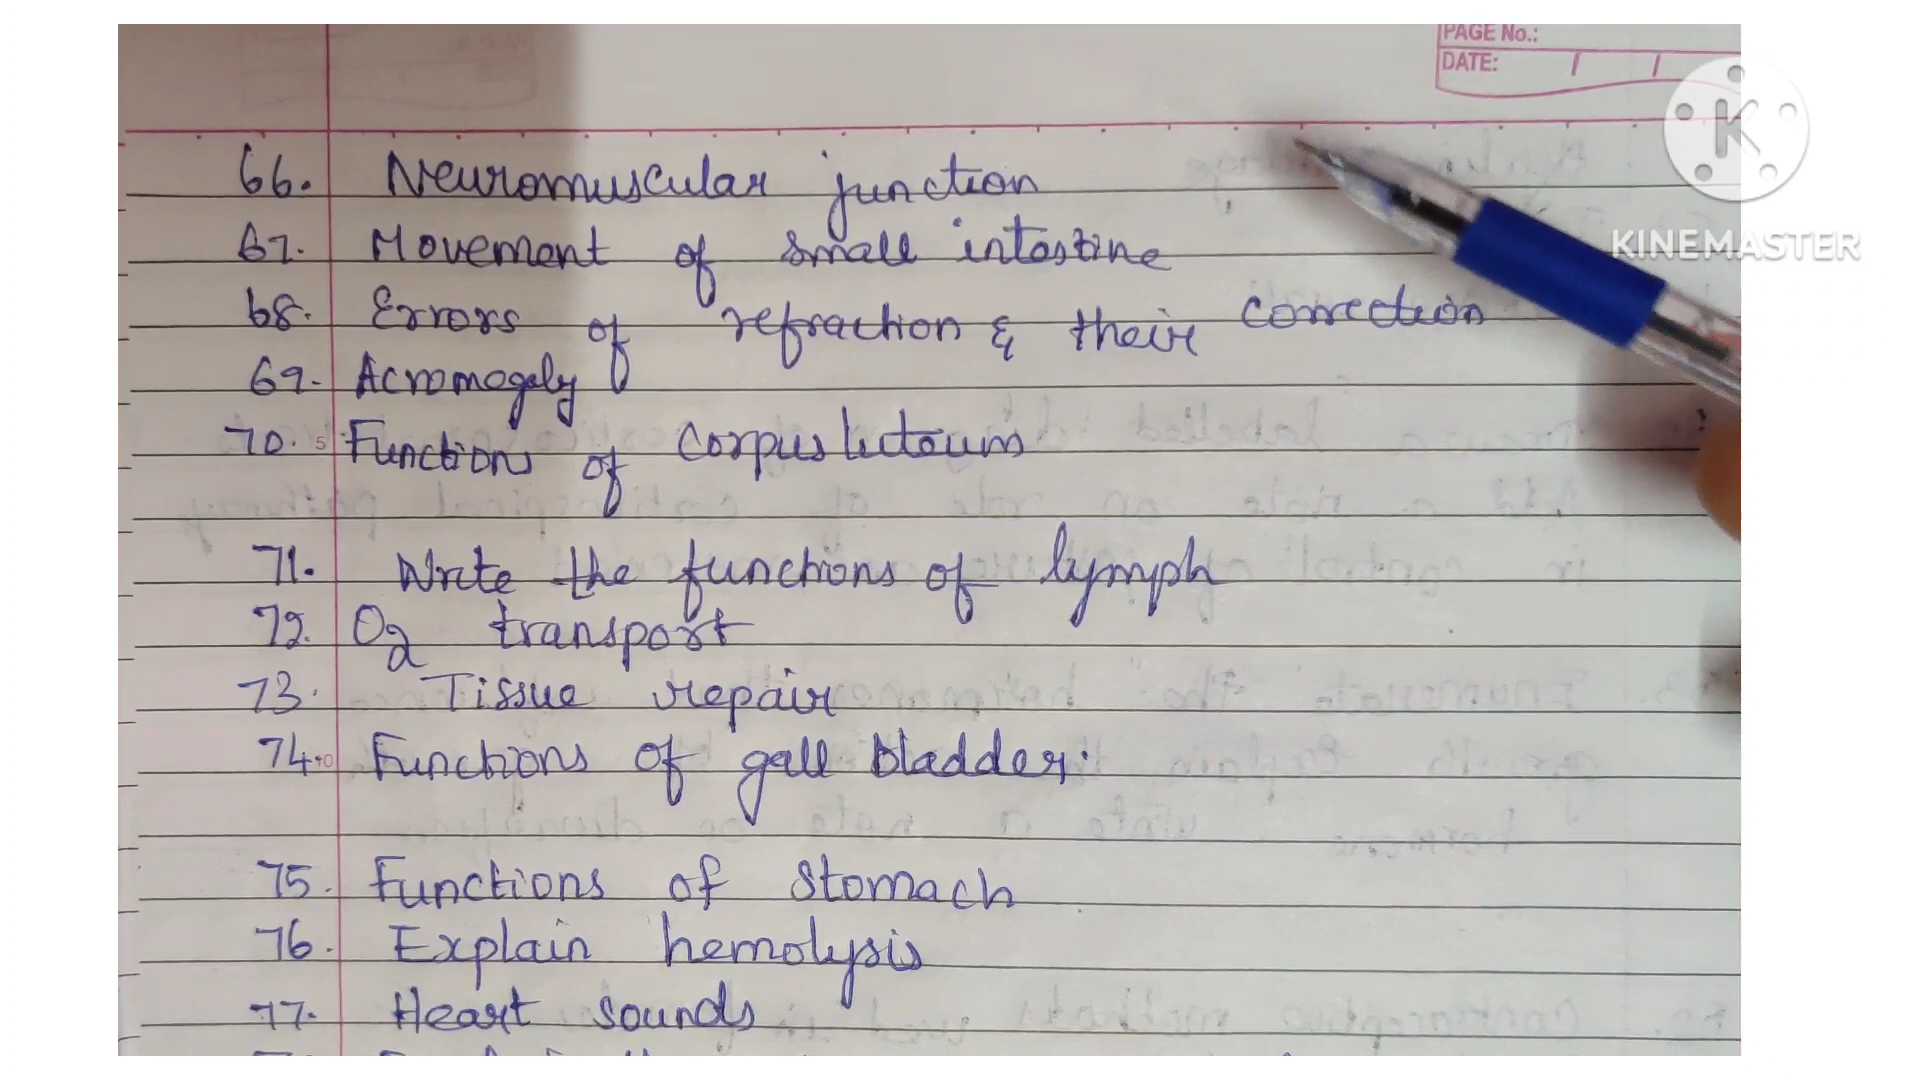 PAGE No.:
DATE: / /
KINEMASTER
66. Neuromuscular junction
67. Movement of small intestine
68. Errors of refraction & their correction
69. Acromegaly
70. Functions of Corpus luteum
71. Write the functions of lymph
72. O2 transport
73. Tissue repair
74. Functions of gall bladder.
75. Functions of stomach
76. Explain hemolysis
77. Heart sounds